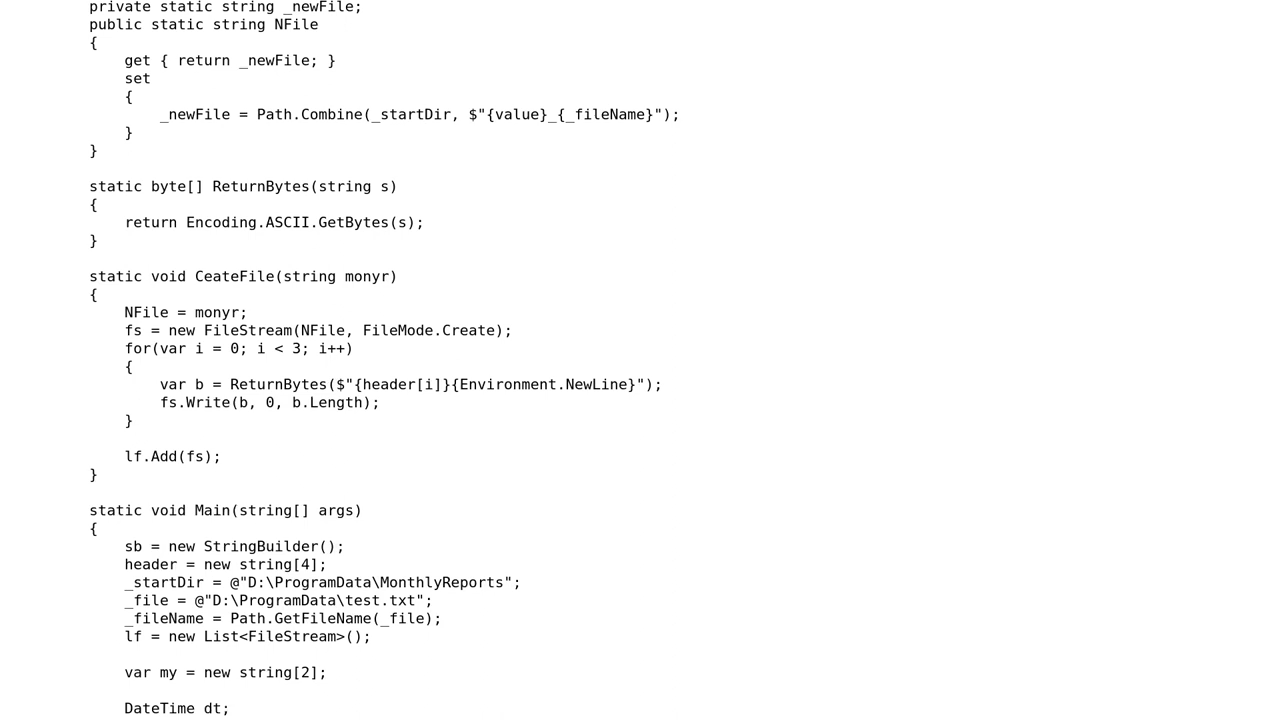 private static string _newFile;
public static string NFile
{
get { return _newFile; }
set
{
_newFile = Path.Combine(_startDir, $"{value}_{_fileName}");
}
}
static byte[] ReturnBytes(string s)
{
return Encoding.ASCII.GetBytes(s);
}
static void CeateFile(string monyr)
{
NFile = monyr;
fs = new FileStream(NFile, FileMode.Create);
for(var i = 0; i < 3; i++)
{
var b = ReturnBytes($"{header[i]}{Environment.NewLine}");
fs.Write(b, 0, b.Length);
}
lf.Add(fs);
}
static void Main(string[] args)
{
sb = new StringBuilder();
header = new string[4];
_startDir = @"D:\ProgramData\MonthlyReports";
_file = @"D:\ProgramData\test.txt";
_fileName = Path.GetFileName(_file);
lf = new List<FileStream>();
var my = new string[2];
DateTime dt;